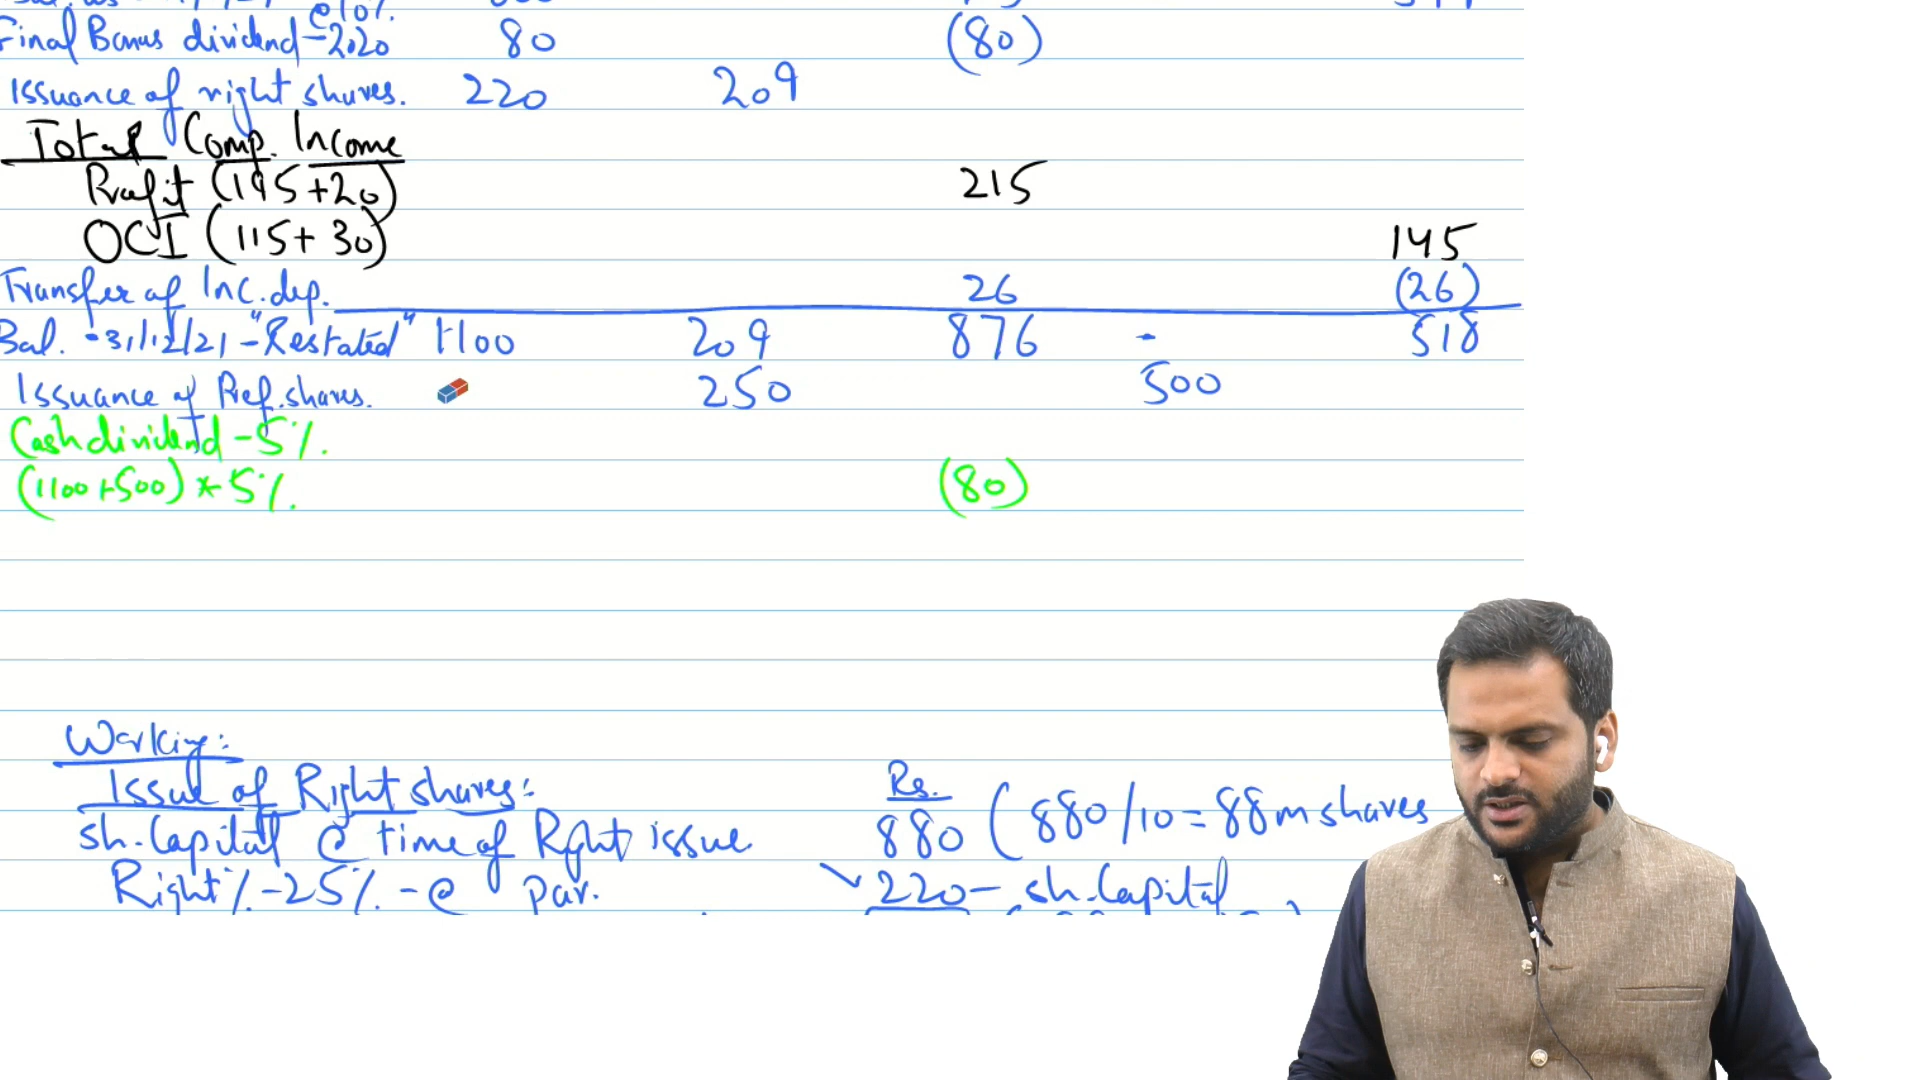 @10%
Final Bonus dividend-2020 80 (80)
Issuance of right shares. 220 209
Total Comp. Income
Profit (195+20) 215
OCI (115+30) 145
Transfer of Inc. dep. 26 (26)
Bal. -31/12/21-"Restated" 1100 209 876 - 518
Issuance of Pref. shares. 250 500
Cash dividend -5%.
(1100+500) * 5%. (80)
Working:
Issue of Right shares: Rs.
sh. Capital @ time of Right issue 880 (880/10 = 88m shares
Right % -25% - @ par. 220- sh. Capital